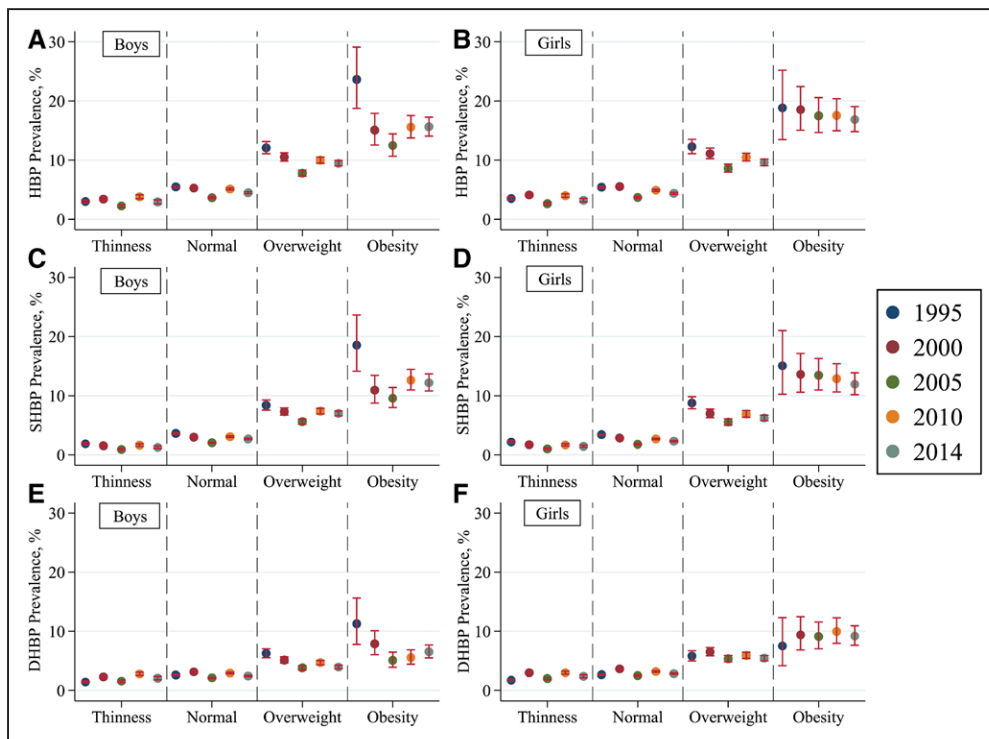 A
Boys
HBP Prevalence, %
30
20
10
0
Thinness Normal Overweight Obesity
B
Girls
HBP Prevalence, %
30
20
10
0
Thinness Normal Overweight Obesity
C
Boys
SHBP Prevalence, %
30
20
10
0
Thinness Normal Overweight Obesity
D
Girls
SHBP Prevalence, %
30
20
10
0
Thinness Normal Overweight Obesity
1995
2000
2005
2010
2014
E
Boys
DHBP Prevalence, %
30
20
10
0
Thinness Normal Overweight Obesity
F
Girls
DHBP Prevalence, %
30
20
10
0
Thinness Normal Overweight Obesity